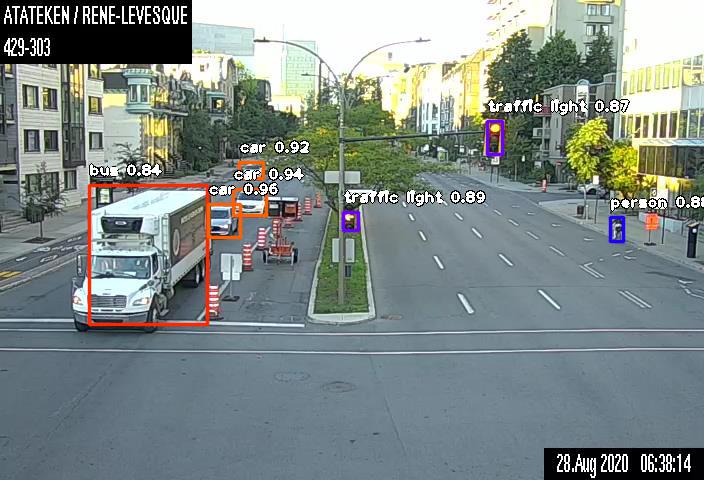 ATATEKEN / RENE-LEVESQUE
429-303
traffic light 0.87
car 0.92
bus 0.84
car 0.94
car 0.96
traffic light 0.89
person 0.88
28.Aug 2020 06:38:14